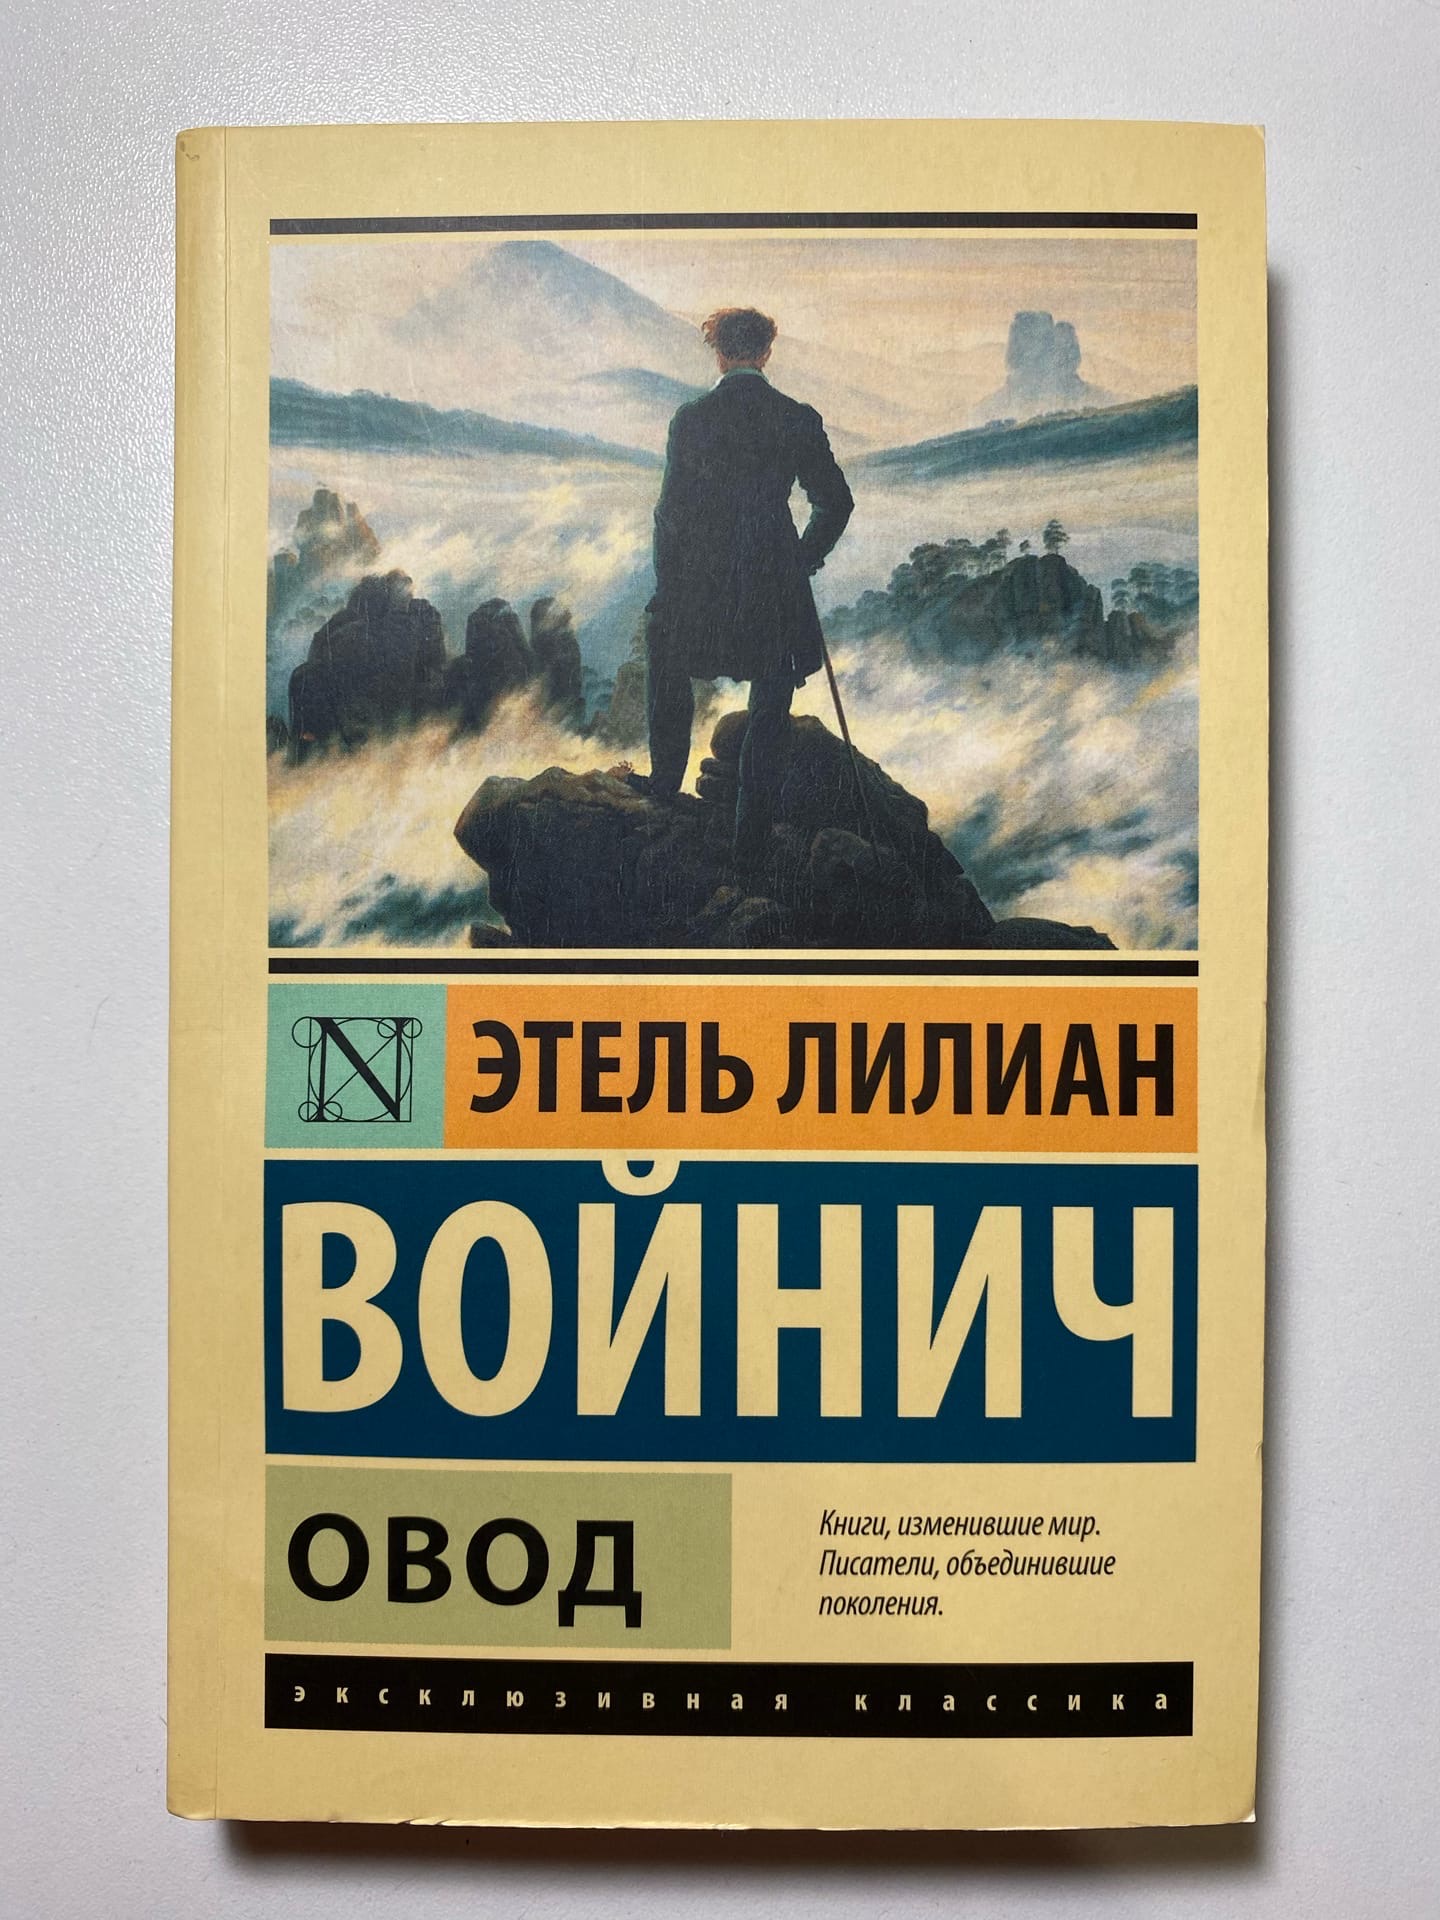 N
ЭТЕЛЬ ЛИЛИАН
ВОЙНИЧ
ОВОД
Книги, изменившие мир.
Писатели, объединившие
поколения.
эксклюзивная классика